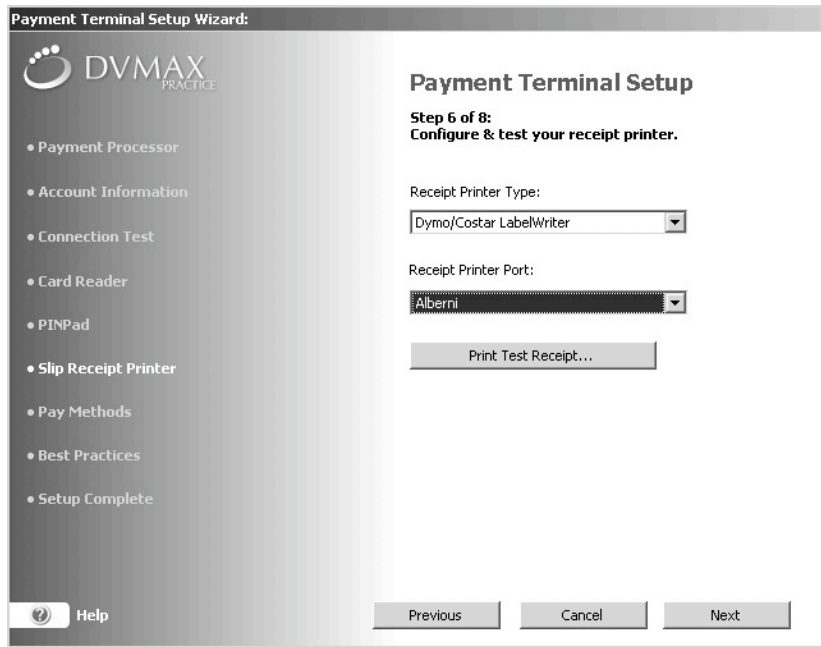 Payment Terminal Setup Wizard:
DVMAX
PRACTICE
• Payment Processor
• Account Information
• Connection Test
• Card Reader
• PINPad
• Slip Receipt Printer
• Pay Methods
• Best Practices
• Setup Complete
? Help
Payment Terminal Setup
Step 6 of 8:
Configure & test your receipt printer.
Receipt Printer Type:
Dymo/Costar LabelWriter
Receipt Printer Port:
Alberni
Print Test Receipt...
Previous Cancel Next